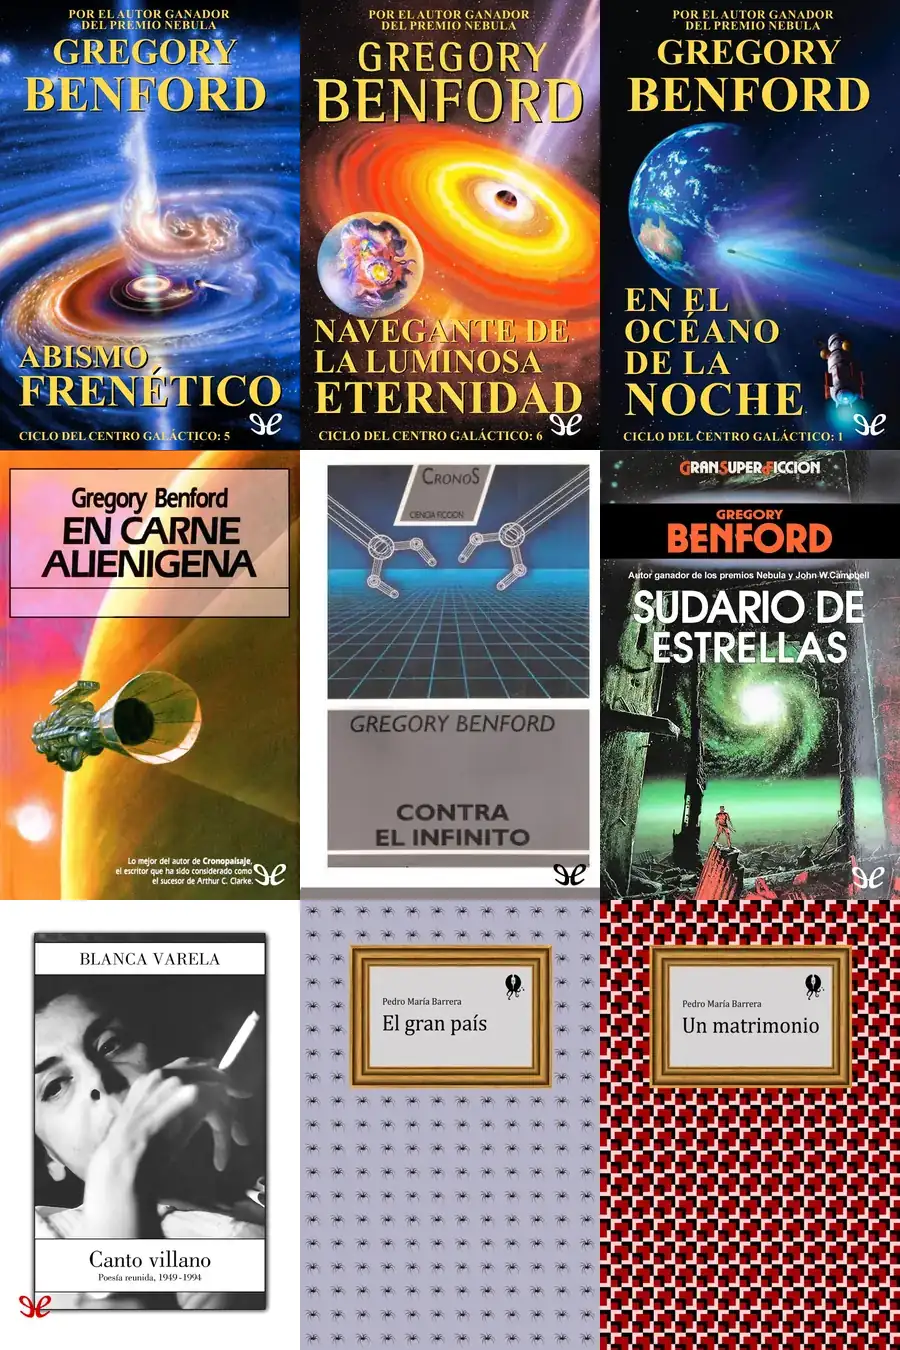 POR EL AUTOR GANADOR
DEL PREMIO NEBULA
GREGORY
BENFORD
ABISMO
FRENÉTICO
CICLO DEL CENTRO GALÁCTICO: 5
POR EL AUTOR GANADOR
DEL PREMIO NEBULA
GREGORY
BENFORD
NAVEGANTE DE
LA LUMINOSA
ETERNIDAD
CICLO DEL CENTRO GALÁCTICO: 6
POR EL AUTOR GANADOR
DEL PREMIO NEBULA
GREGORY
BENFORD
EN EL
OCÉANO
DE LA
NOCHE
CICLO DEL CENTRO GALÁCTICO: 1
Gregory Benford
EN CARNE
ALIENIGENA
Lo mejor del autor de Cronopaisaje,
el escritor que ha sido considerado como
el sucesor de Arthur C. Clarke.
CRONOS
CIENCIA FICCION
GREGORY BENFORD
CONTRA
EL INFINITO
GRAN SUPER FICCIÓN
GREGORY
BENFORD
Autor ganador de los premios Nebula y John W.Campbell
SUDARIO DE
ESTRELLAS
BLANCA VARELA
Canto villano
Poesía reunida, 1949-1994
Pedro María Barrera
El gran país
Pedro María Barrera
Un matrimonio